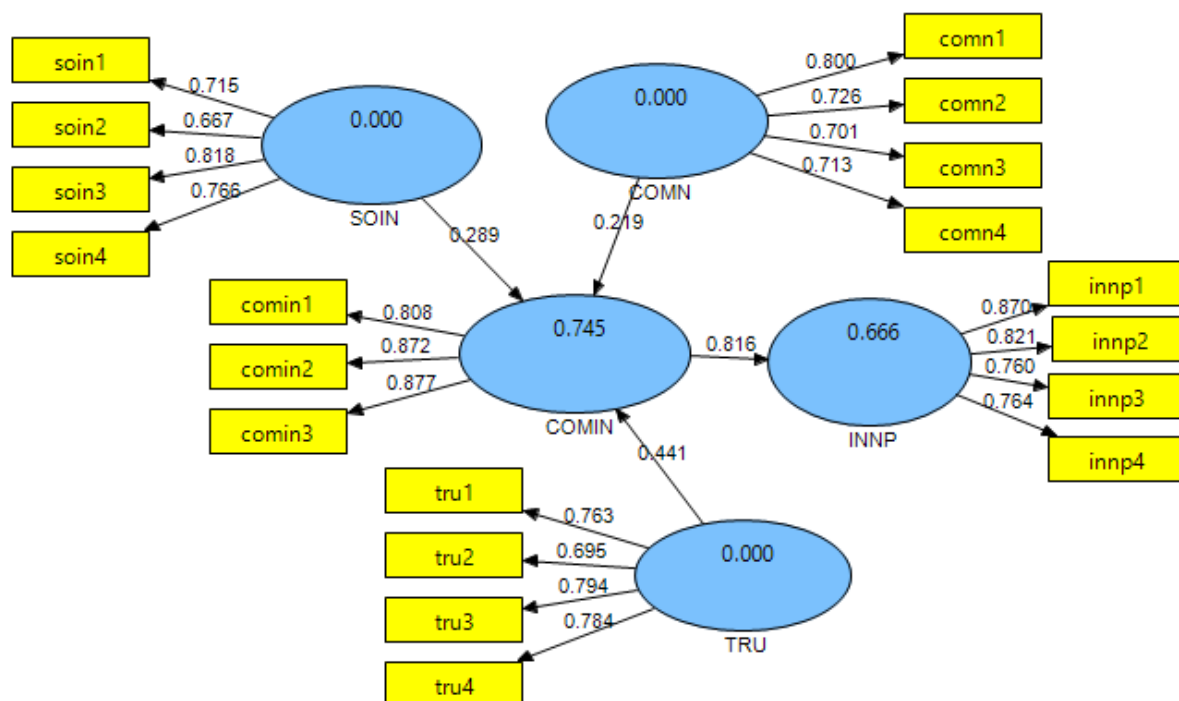 soin1
soin2
soin3
soin4
0.715
0.667
0.818
0.766
0.000
SOIN
0.289
0.000
COMN
0.219
0.800
0.726
0.701
0.713
comn1
comn2
comn3
comn4
comin1
comin2
comin3
0.808
0.872
0.877
0.745
COMIN
0.816
0.666
INNP
0.870
0.821
0.760
0.764
innp1
innp2
innp3
innp4
0.441
tru1
tru2
tru3
tru4
0.763
0.695
0.794
0.784
0.000
TRU